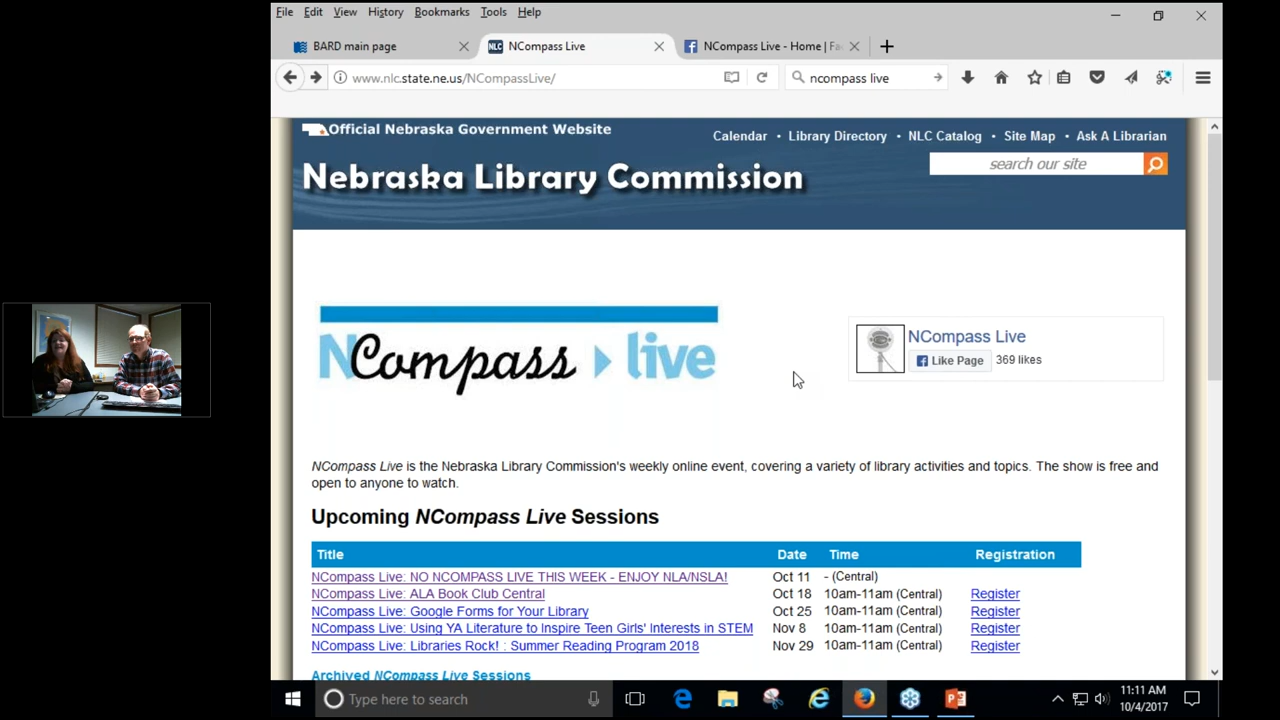 File Edit View History Bookmarks Tools Help
BARD main page
NCompass Live
NCompass Live - Home | Fa
www.nlc.state.ne.us/NCompassLive/
ncompass live
Official Nebraska Government Website
Calendar • Library Directory • NLC Catalog • Site Map • Ask A Librarian
Nebraska Library Commission
search our site
NCompass live
NCompass Live
Like Page 369 likes
NCompass Live is the Nebraska Library Commission's weekly online event, covering a variety of library activities and topics. The show is free and
open to anyone to watch.
Upcoming NCompass Live Sessions
Title Date Time Registration
NCompass Live: NO NCOMPASS LIVE THIS WEEK - ENJOY NLA/NSLA! Oct 11 - (Central)
NCompass Live: ALA Book Club Central Oct 18 10am-11am (Central) Register
NCompass Live: Google Forms for Your Library Oct 25 10am-11am (Central) Register
NCompass Live: Using YA Literature to Inspire Teen Girls' Interests in STEM Nov 8 10am-11am (Central) Register
NCompass Live: Libraries Rock! : Summer Reading Program 2018 Nov 29 10am-11am (Central) Register
Archived NCompass Live Sessions
Type here to search
11:11 AM
10/4/2017